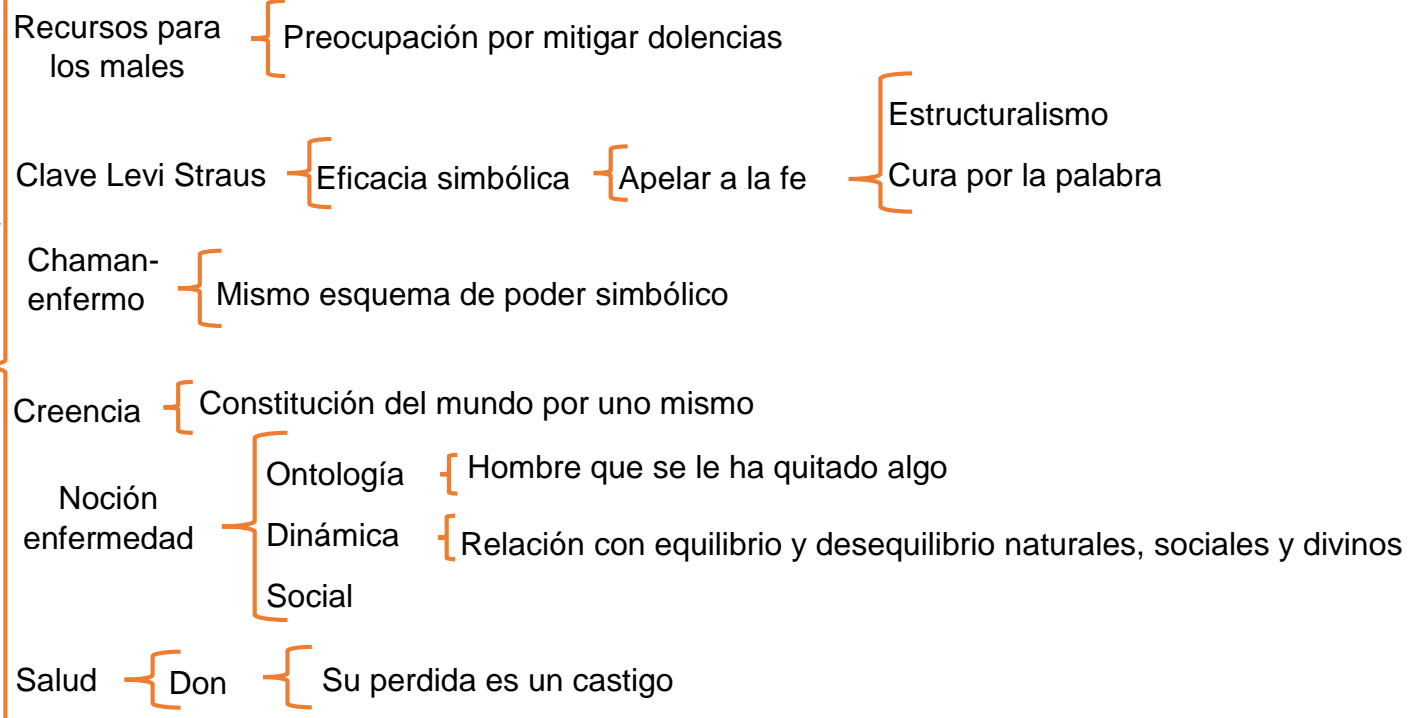 Recursos para
los males
Preocupación por mitigar dolencias
Estructuralismo
Clave Levi Straus
Eficacia simbólica
Apelar a la fe
Cura por la palabra
Chaman-
enfermo
Mismo esquema de poder simbólico
Creencia
Constitución del mundo por uno mismo
Noción
enfermedad
Ontología
Hombre que se le ha quitado algo
Dinámica
Relación con equilibrio y desequilibrio naturales, sociales y divinos
Social
Salud
Don
Su perdida es un castigo